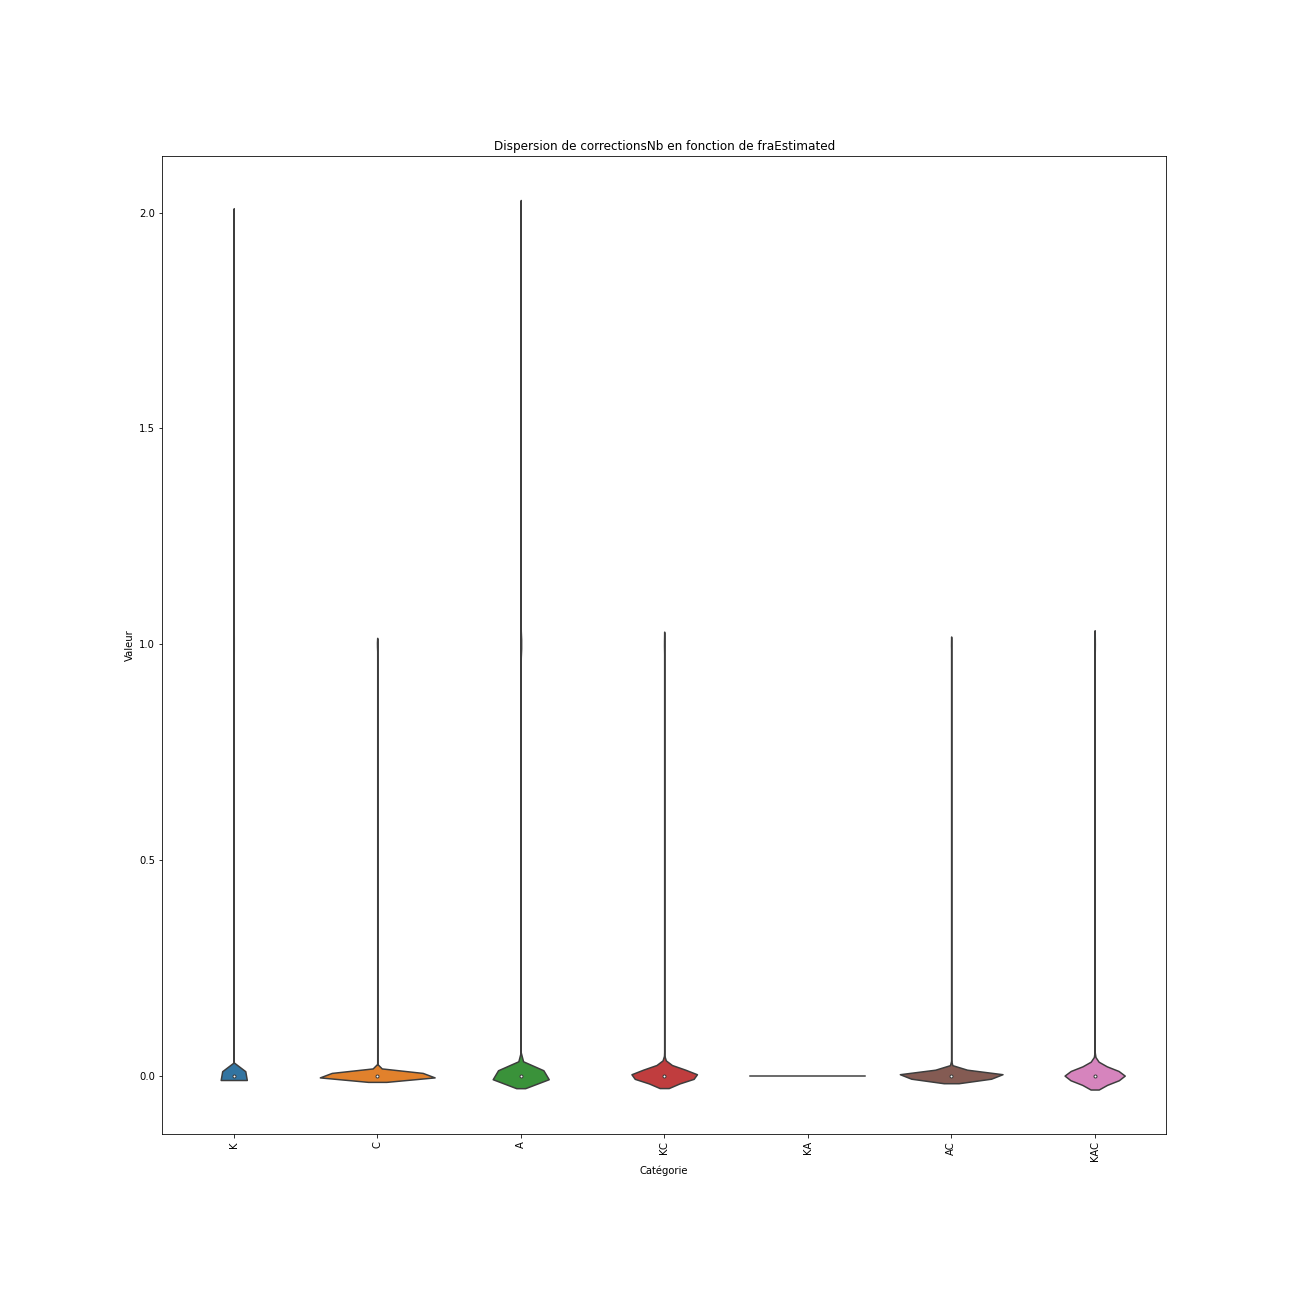 Dispersion de correctionsNb en fonction de fraEstimated
2.0
1.5
1.0
0.5
0.0
Valeur
K
C
A
KC
KA
AC
KAC
Catégorie